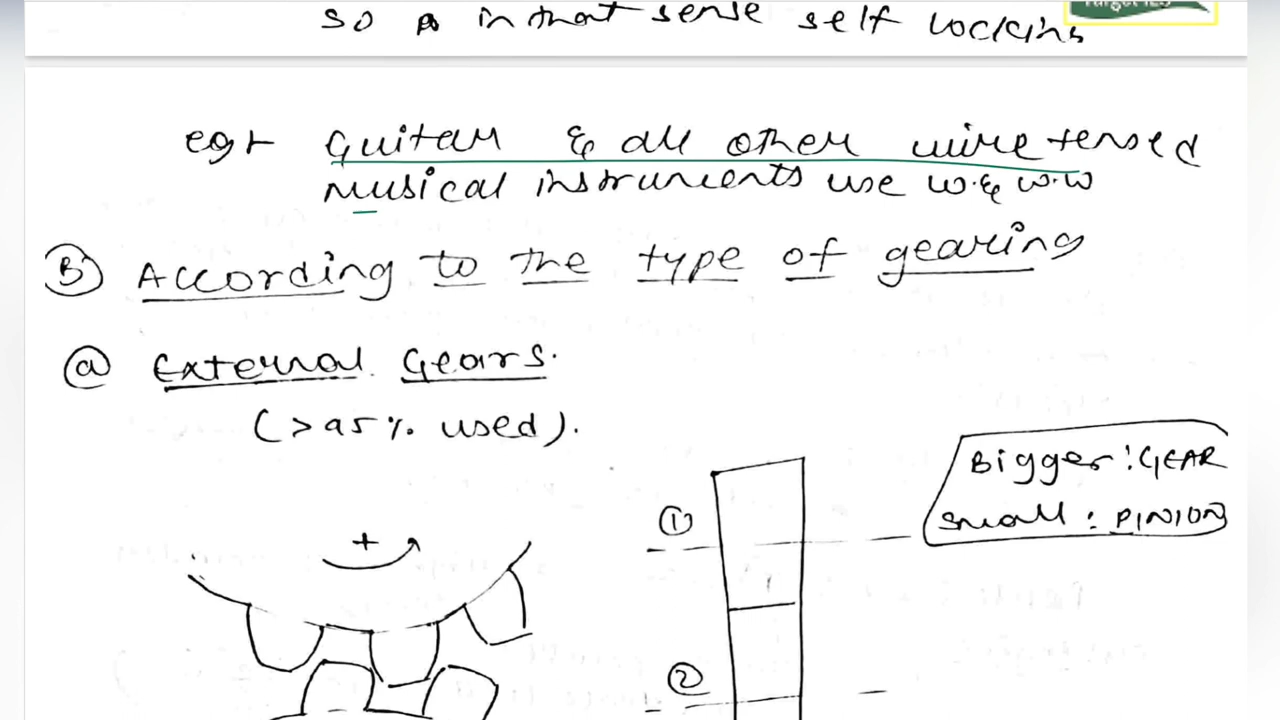 so in that sense self locking
eg:- Guitar & all other wire tensed
musical instruments use w. & w.w
B According to the type of gearing
a External Gears.
(>95% used).
Bigger : GEAR
Small : PINION
1
+
2